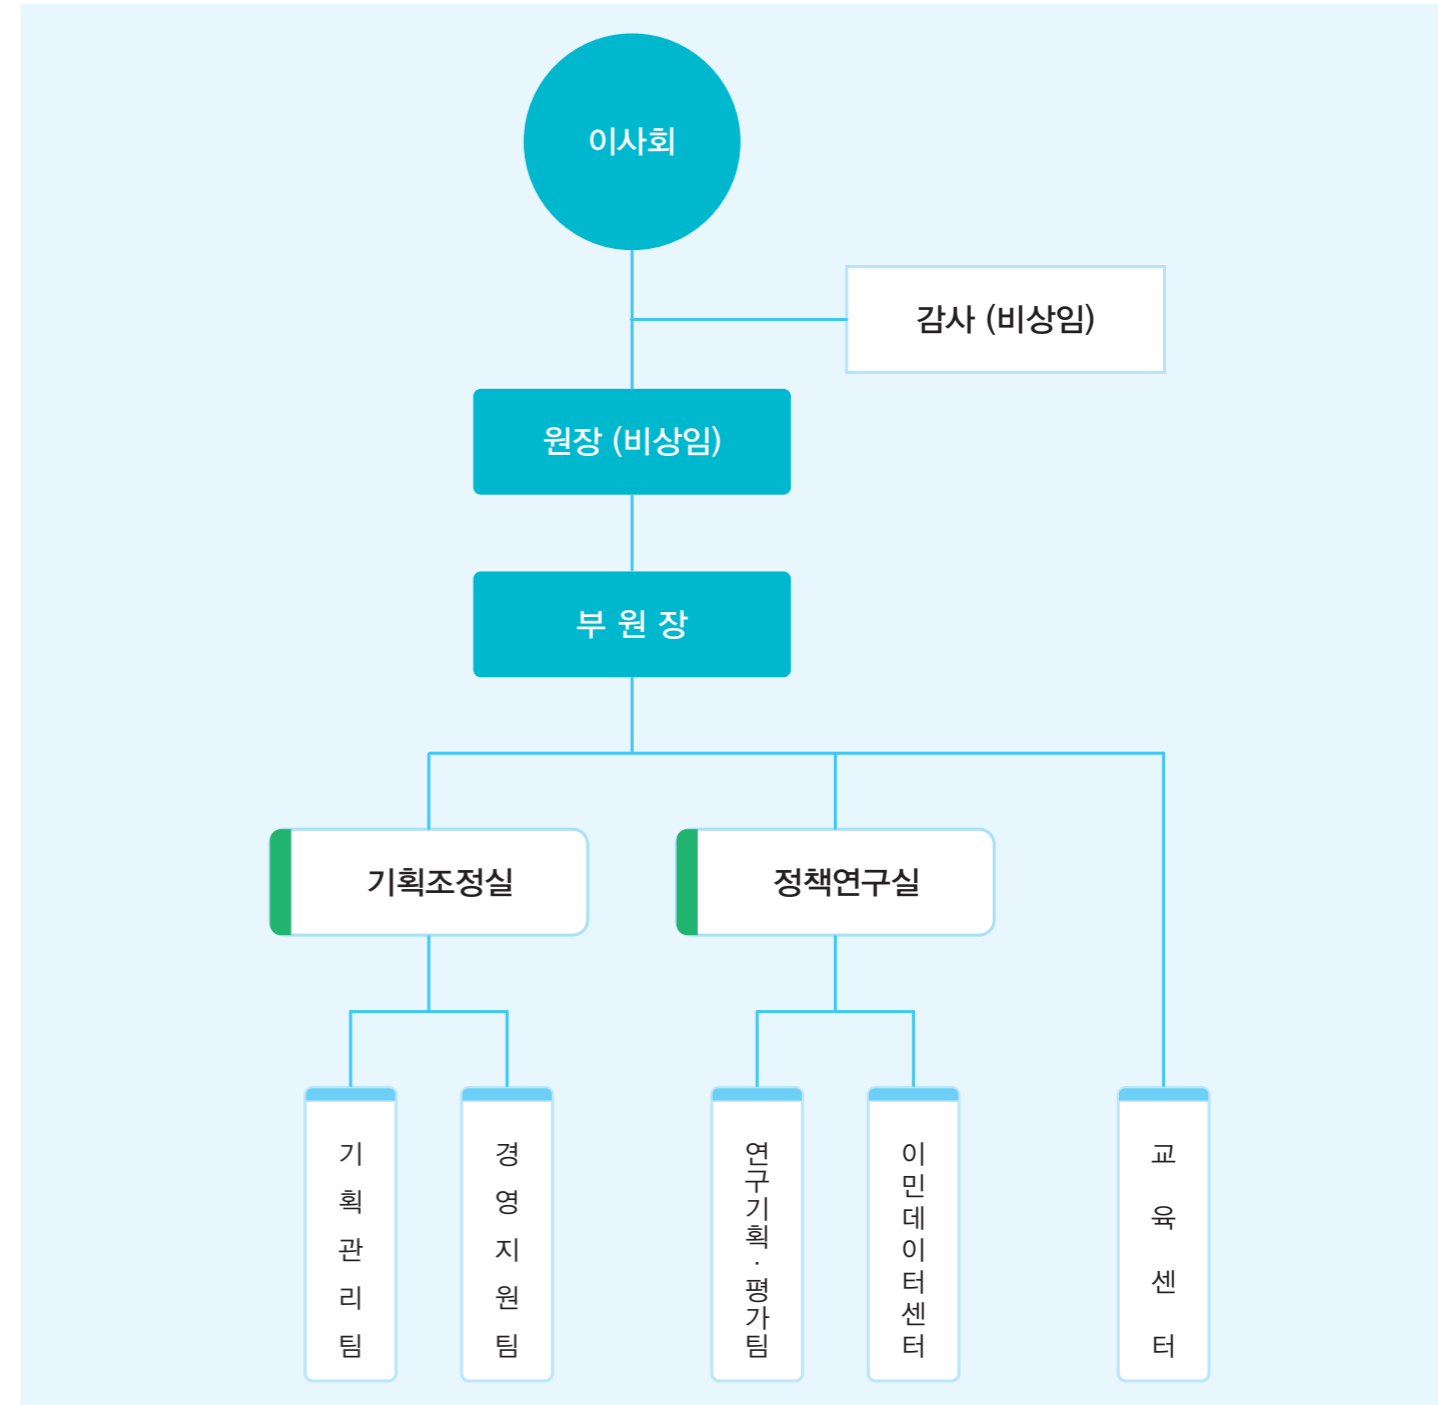 이사회
감사 (비상임)
원장 (비상임)
부 원 장
기획조정실
정책연구실
기획관리팀
경영지원팀
연구기획·평가팀
이민데이터센터
교육센터